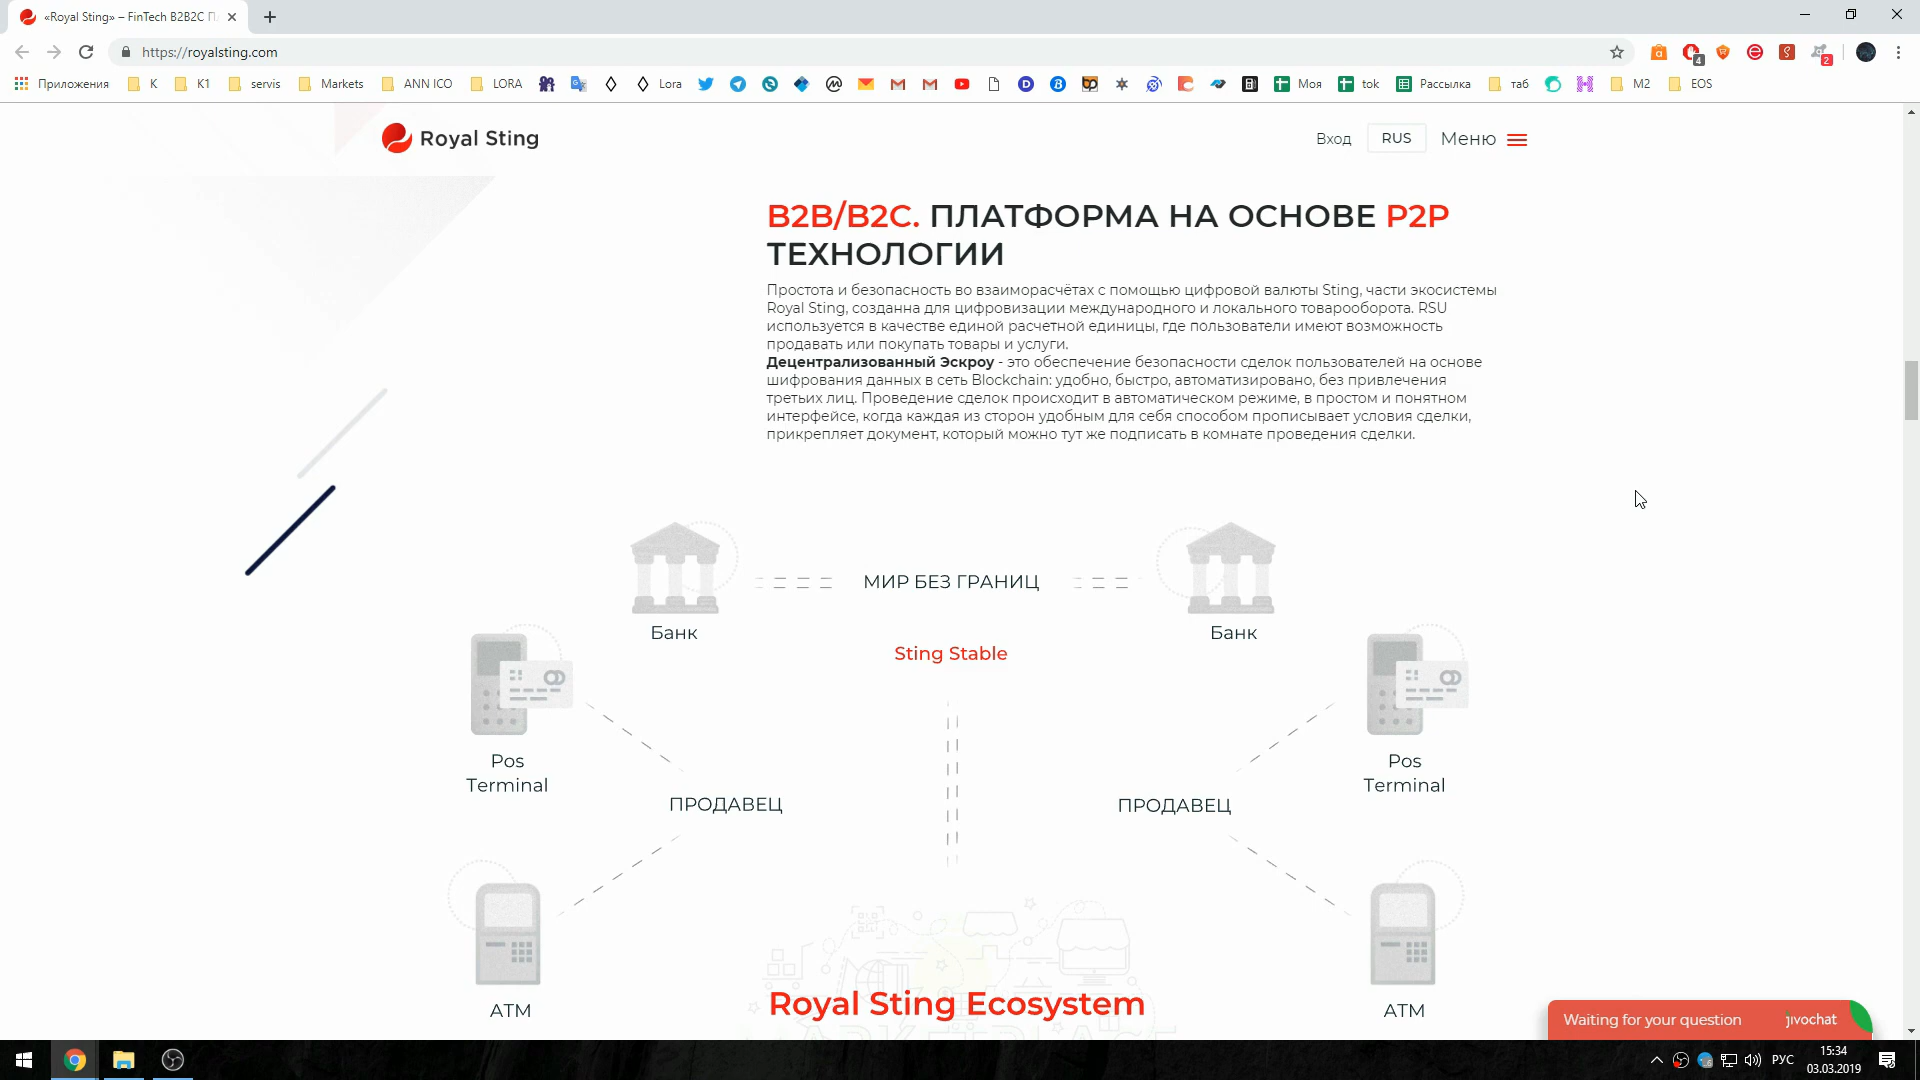 «Royal Sting» – FinTech B2B2C П
https://royalsting.com
Приложения K K1 servis Markets ANN ICO LORA Lora Моя tok Рассылка таб M2 EOS
Royal Sting
Вход RUS Меню
B2B/B2C. ПЛАТФОРМА НА ОСНОВЕ P2P
ТЕХНОЛОГИИ
Простота и безопасность во взаиморасчётах с помощью цифровой валюты Sting, части экосистемы
Royal Sting, созданна для цифровизации международного и локального товарооборота. RSU
используется в качестве единой расчетной единицы, где пользователи имеют возможность
продавать или покупать товары и услуги.
Децентрализованный Эскроу - это обеспечение безопасности сделок пользователей на основе
шифрования данных в сеть Blockchain: удобно, быстро, автоматизировано, без привлечения
третьих лиц. Проведение сделок происходит в автоматическом режиме, в простом и понятном
интерфейсе, когда каждая из сторон удобным для себя способом прописывает условия сделки,
прикрепляет документ, который можно тут же подписать в комнате проведения сделки.
МИР БЕЗ ГРАНИЦ
Банк
Банк
Sting Stable
Pos
Terminal
Pos
Terminal
ПРОДАВЕЦ
ПРОДАВЕЦ
ATM
Royal Sting Ecosystem
ATM
Waiting for your question jivochat
РУС
15:34
03.03.2019